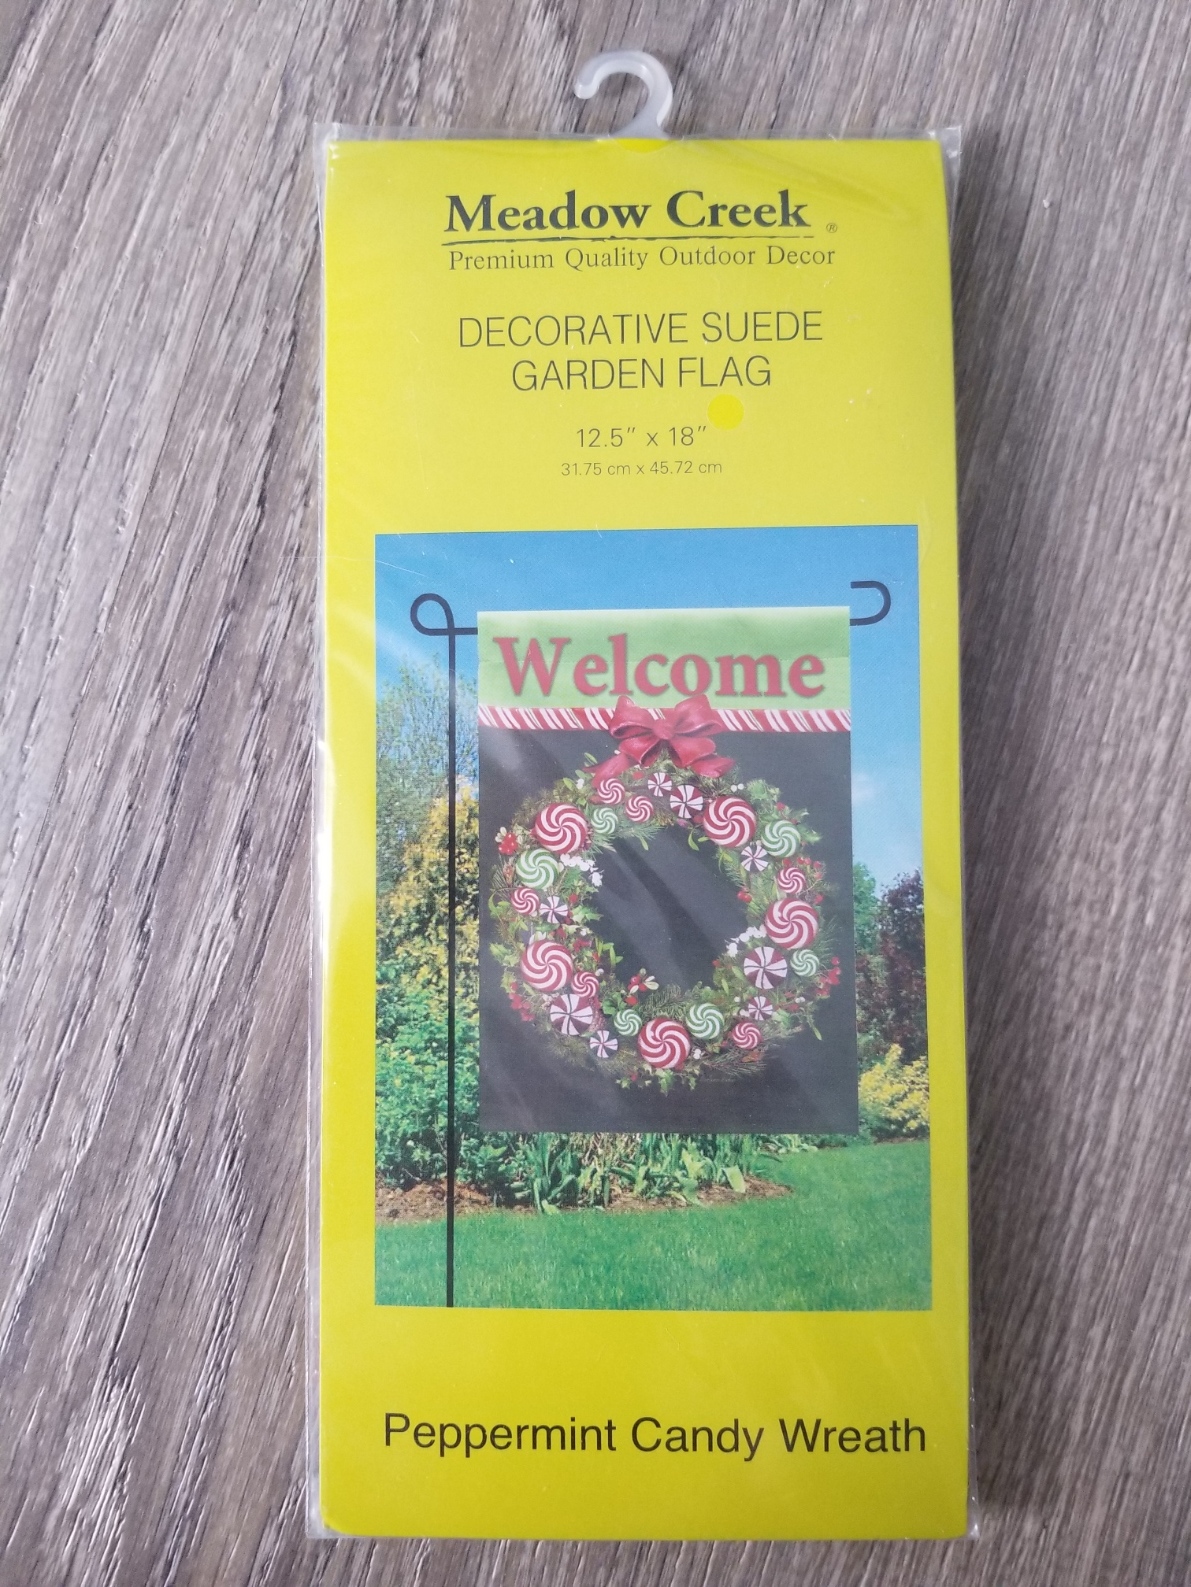 Meadow Creek ®
Premium Quality Outdoor Decor
DECORATIVE SUEDE
GARDEN FLAG
12.5" x 18"
31.75 cm x 45.72 cm
Welcome
Peppermint Candy Wreath